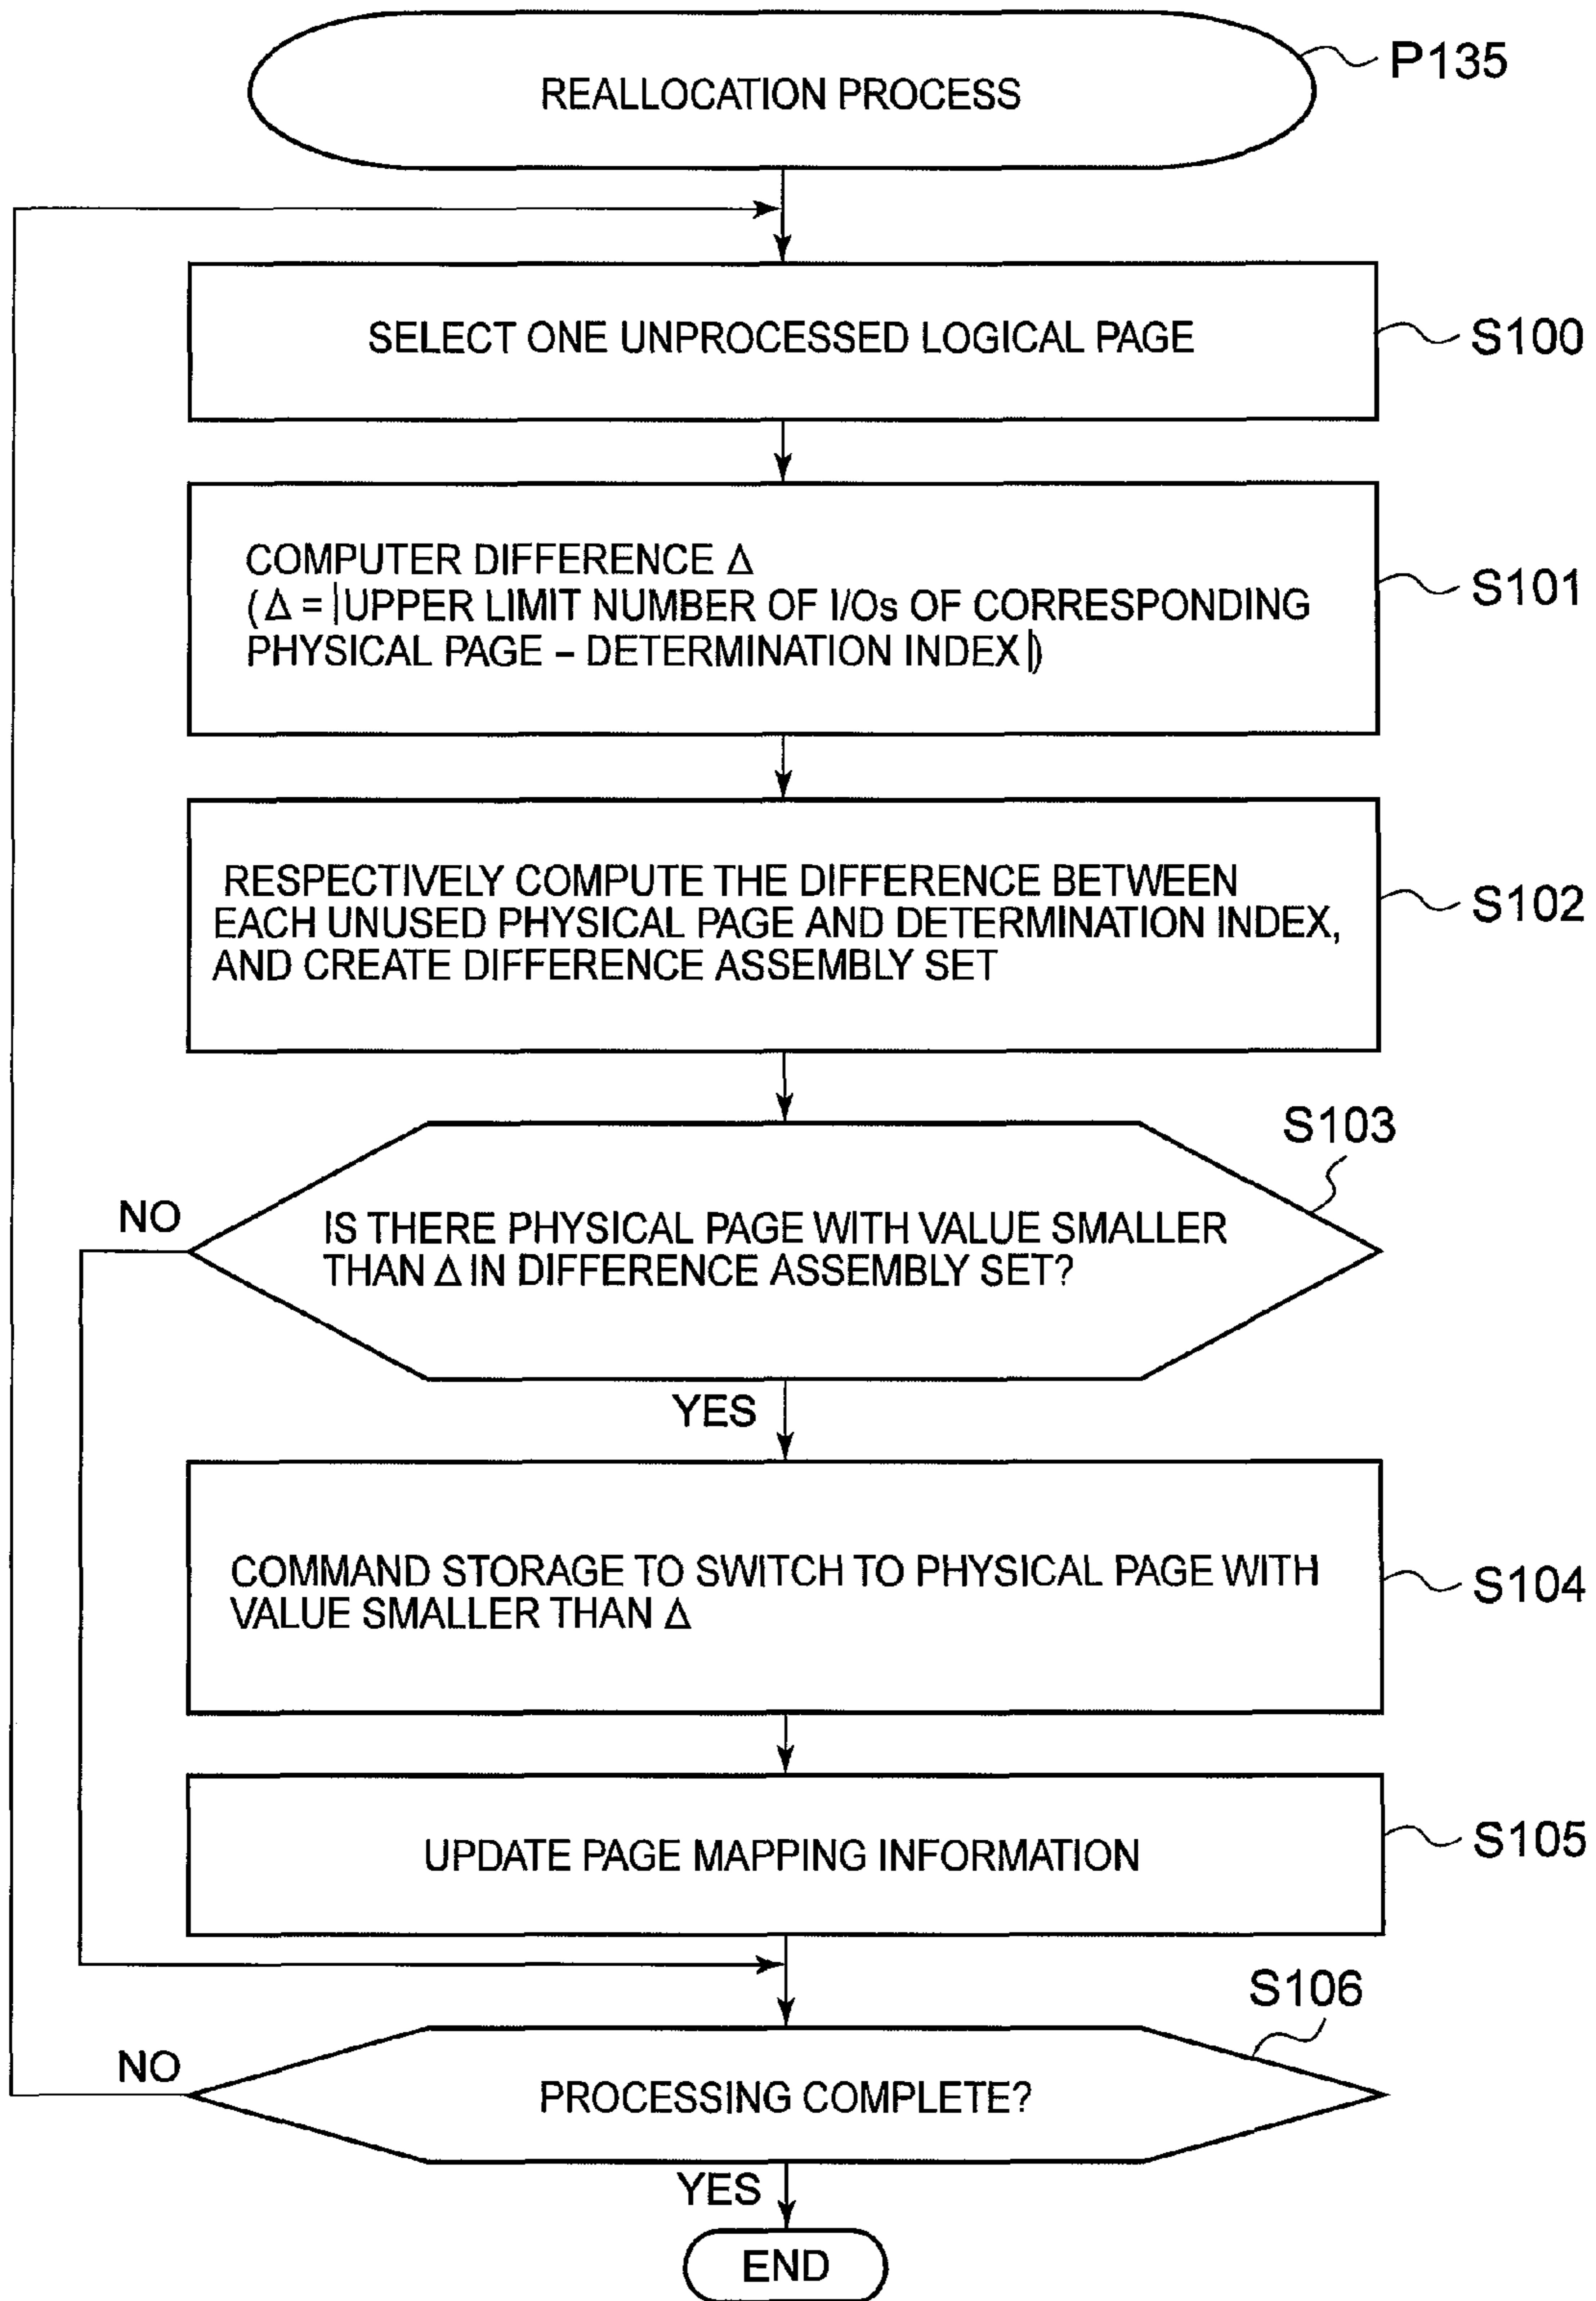 REALLOCATION PROCESS
P135
SELECT ONE UNPROCESSED LOGICAL PAGE
S100
COMPUTER DIFFERENCE Δ
(Δ = |UPPER LIMIT NUMBER OF I/Os OF CORRESPONDING
PHYSICAL PAGE – DETERMINATION INDEX|)
S101
RESPECTIVELY COMPUTE THE DIFFERENCE BETWEEN
EACH UNUSED PHYSICAL PAGE AND DETERMINATION INDEX,
AND CREATE DIFFERENCE ASSEMBLY SET
S102
S103
NO
IS THERE PHYSICAL PAGE WITH VALUE SMALLER
THAN Δ IN DIFFERENCE ASSEMBLY SET?
YES
COMMAND STORAGE TO SWITCH TO PHYSICAL PAGE WITH
VALUE SMALLER THAN Δ
S104
UPDATE PAGE MAPPING INFORMATION
S105
S106
NO
PROCESSING COMPLETE?
YES
END